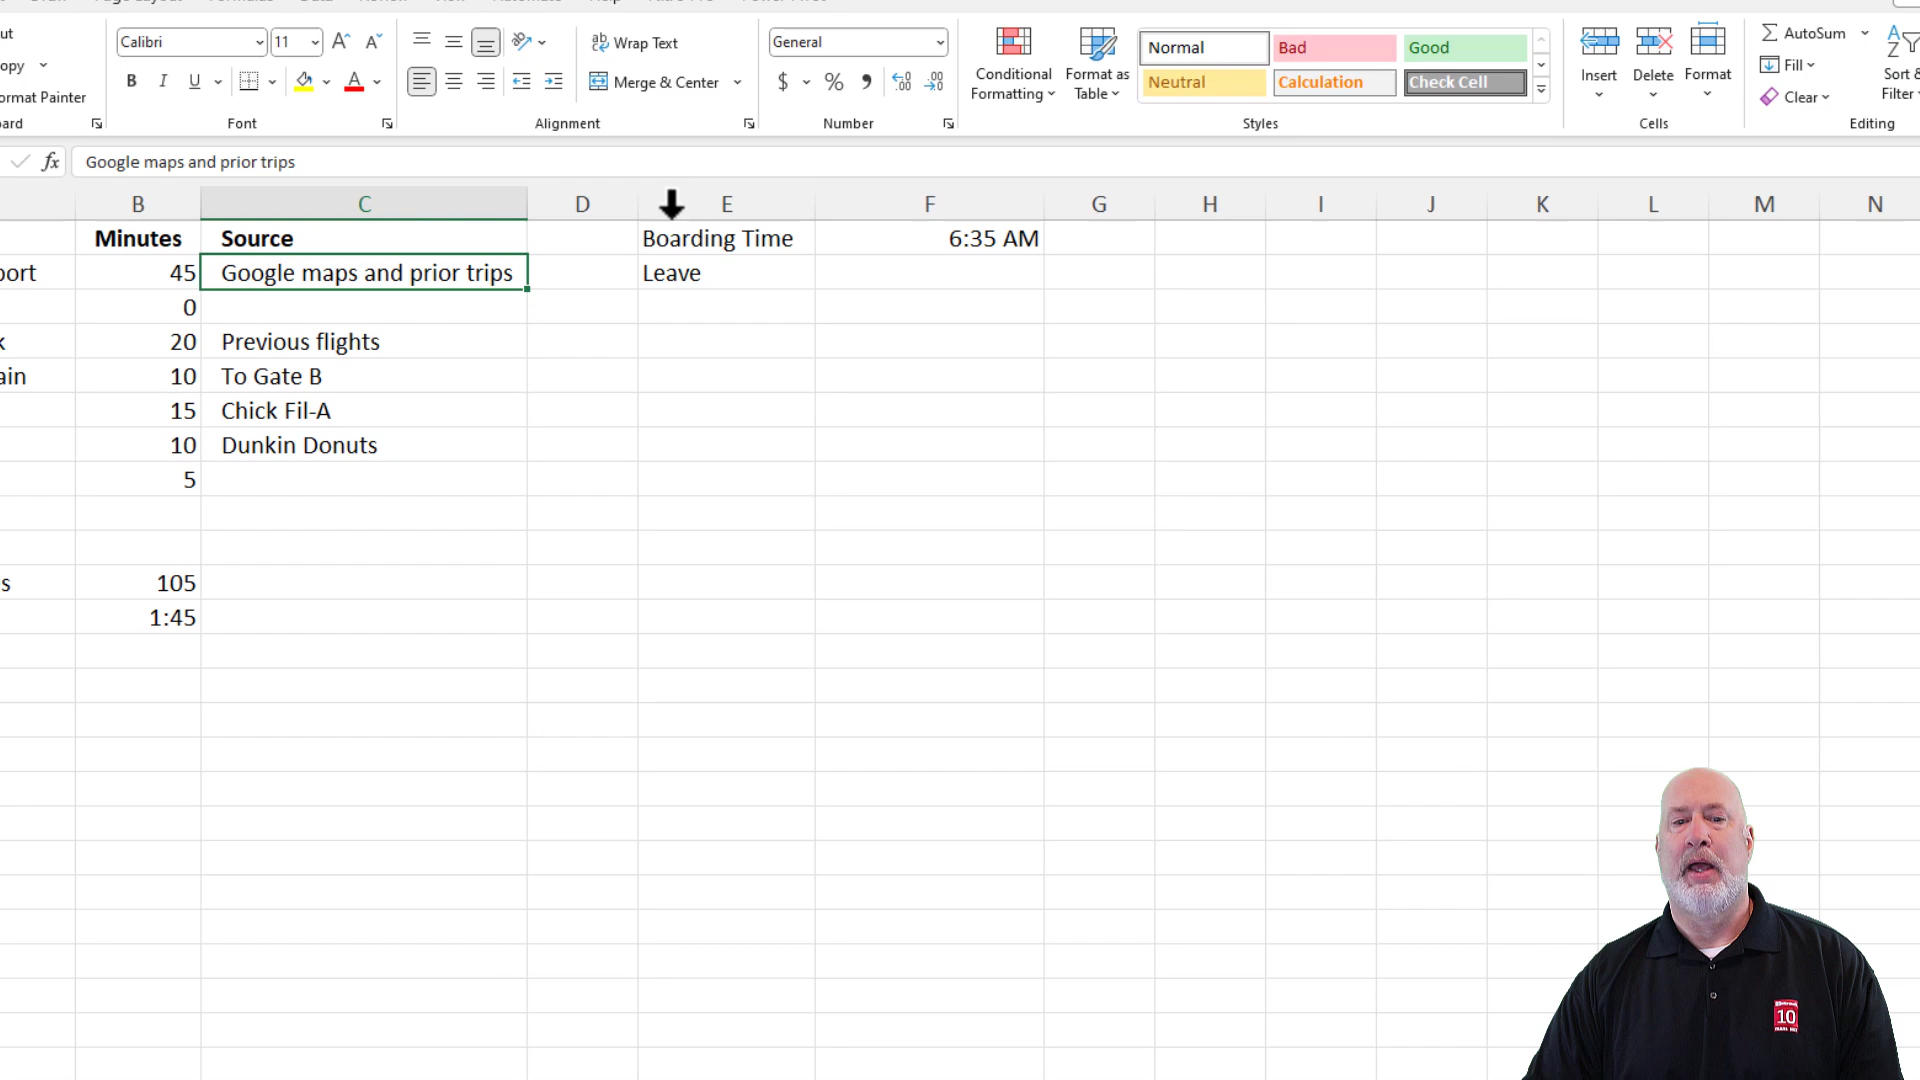 ut
Calibri
11
Wrap Text
General
Conditional Formatting
Format as Table
Normal
Bad
Good
Insert
Delete
Format
AutoSum
Sort &
Filter
opy
B I U
Merge & Center
$ % 9
Neutral
Calculation
Check Cell
Fill
ormat Painter
Clear
ard
Font
Alignment
Number
Styles
Cells
Editing
fx Google maps and prior trips
B C D E F G H I J K L M N
Minutes Source Boarding Time 6:35 AM
port 45 Google maps and prior trips Leave
0
k 20 Previous flights
ain 10 To Gate B
15 Chick Fil-A
10 Dunkin Donuts
5
s 105
1:45
10